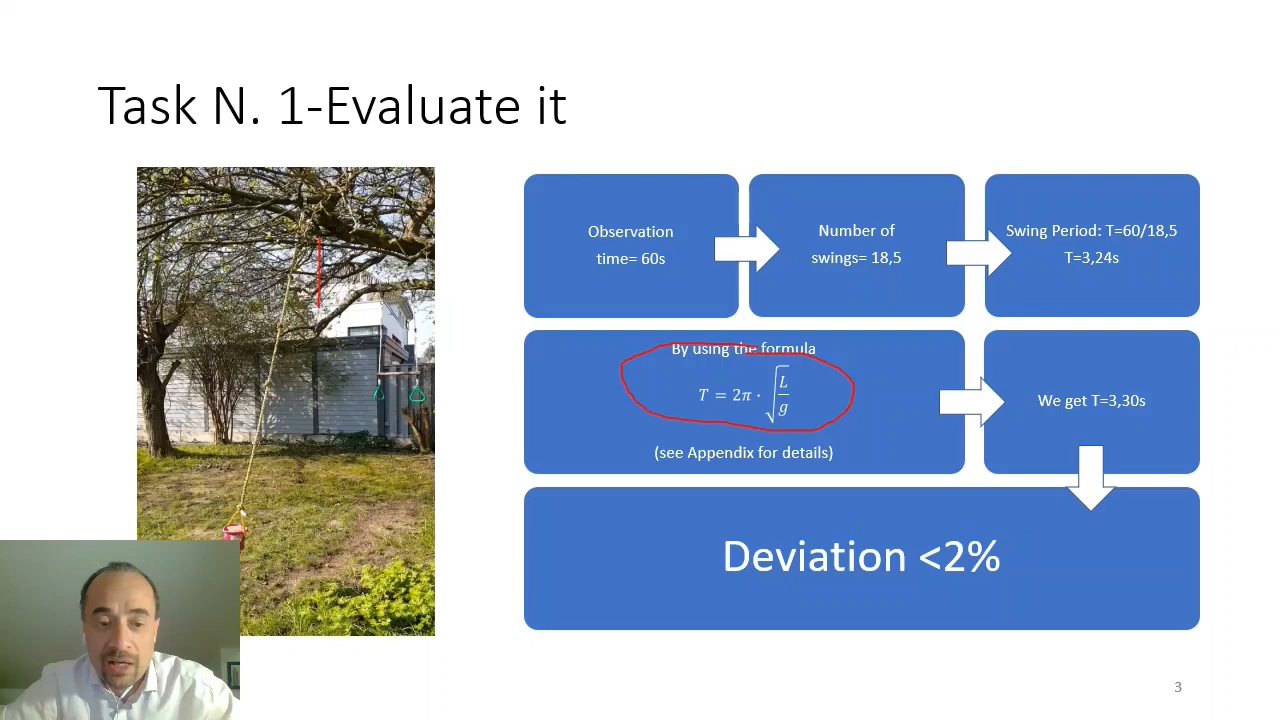 Task N. 1-Evaluate it
Observation
time= 60s
Number of
swings= 18,5
Swing Period: T=60/18,5
T=3,24s
By using the formula
T = 2π · √(L/g)
(see Appendix for details)
We get T=3,30s
Deviation <2%
3